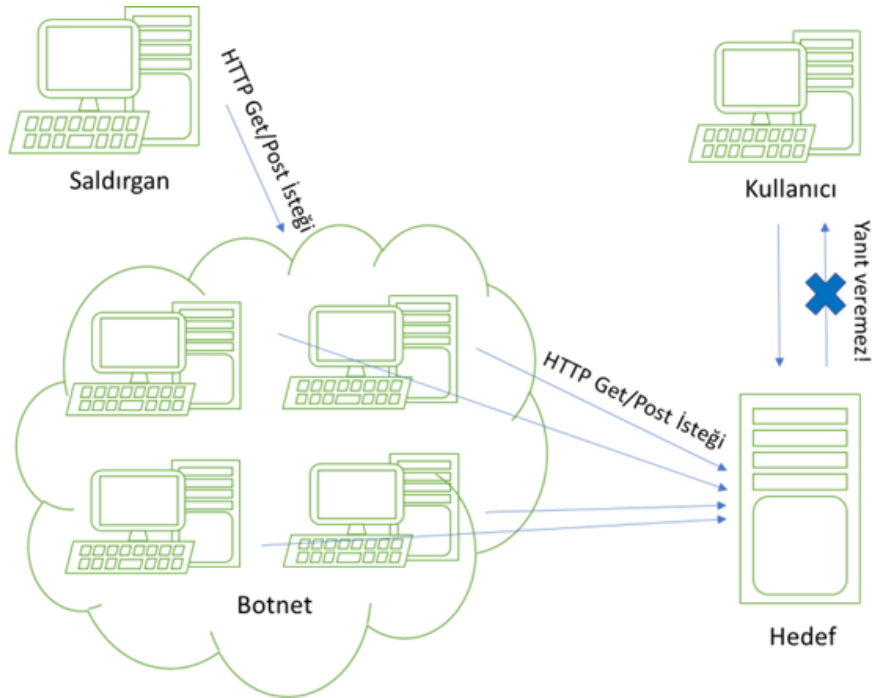 HTTP Get/Post İsteği
Saldırgan
Kullanıcı
Yanıt veremez!
HTTP Get/Post İsteği
Botnet
Hedef